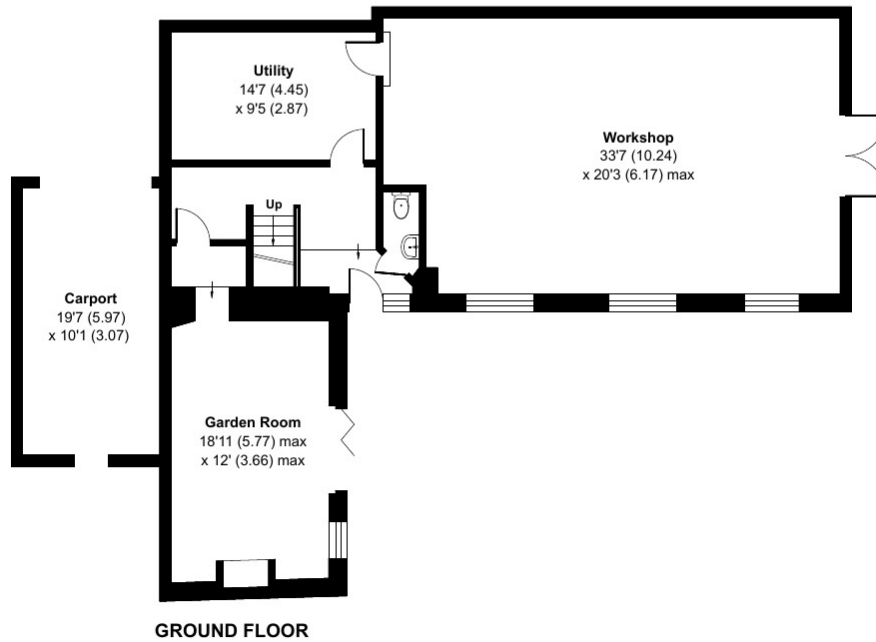 Utility
14'7 (4.45)
x 9'5 (2.87)
Workshop
33'7 (10.24)
x 20'3 (6.17) max
Up
Carport
19'7 (5.97)
x 10'1 (3.07)
Garden Room
18'11 (5.77) max
x 12' (3.66) max
GROUND FLOOR